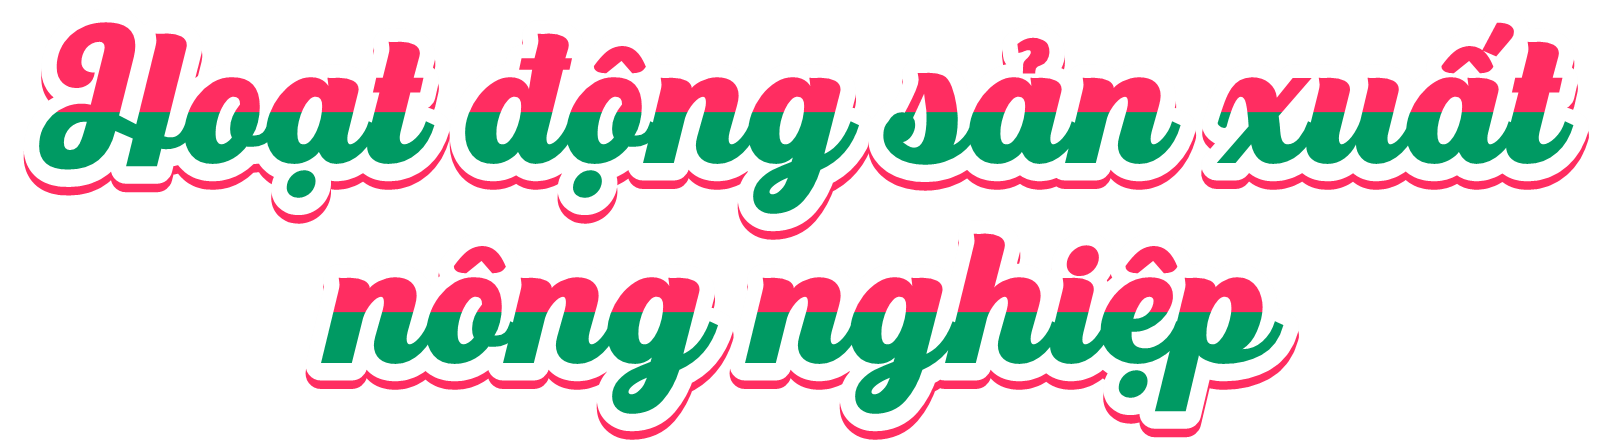 Hoạt động sản xuất
nông nghiệp